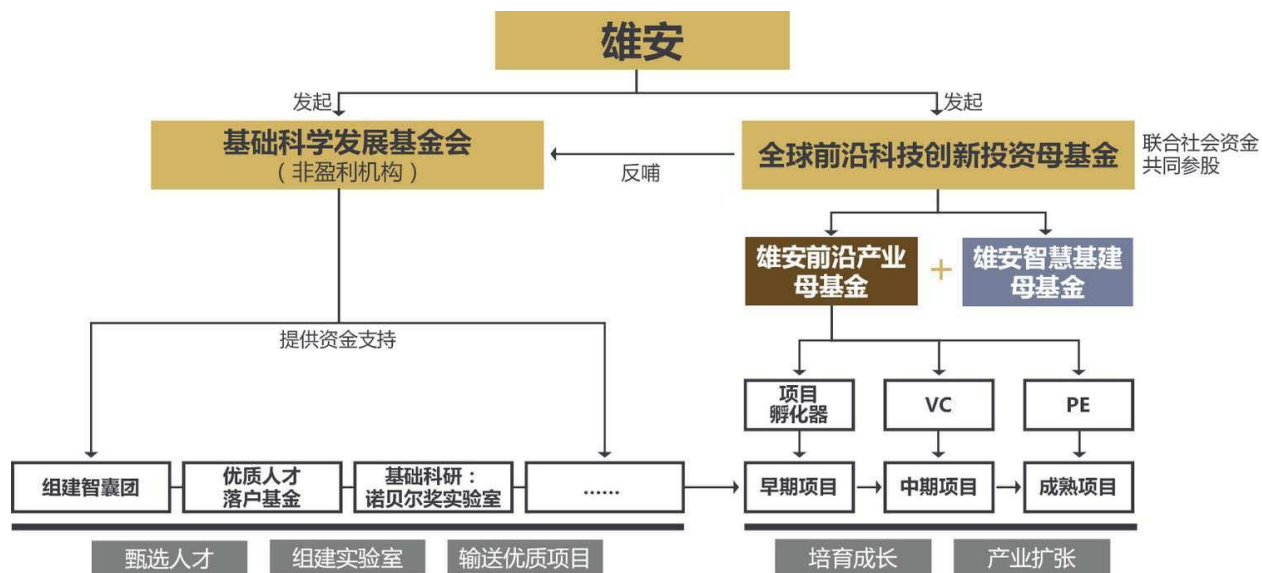 雄安
发起
发起
基础科学发展基金会
（非盈利机构）
反哺
全球前沿科技创新投资母基金
联合社会资金
共同参股
雄安前沿产业
母基金
+
雄安智慧基建
母基金
提供资金支持
项目
孵化器
VC
PE
组建智囊团
优质人才
落户基金
基础科研：
诺贝尔奖实验室
......
早期项目
中期项目
成熟项目
甄选人才
组建实验室
输送优质项目
培育成长
产业扩张